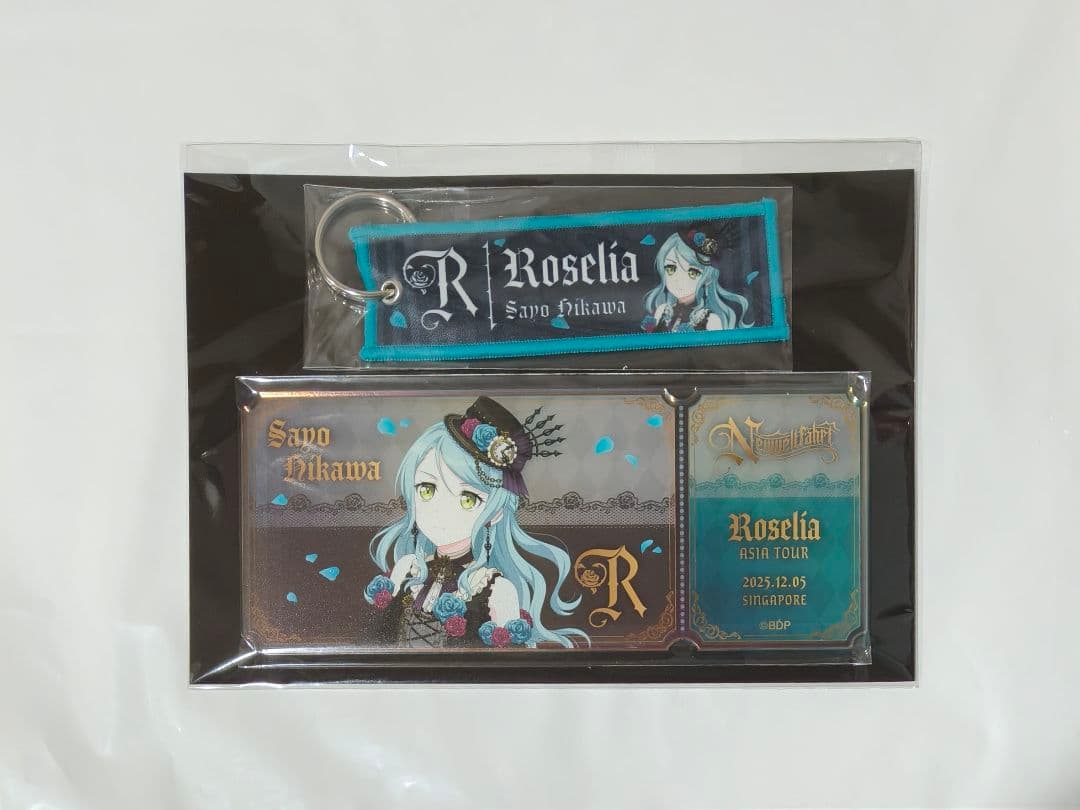 R
Roselia
Sayo Hikawa
Sayo
Hikawa
R
Neuweltfahrt
Roselia
ASIA TOUR
2025.12.05
SINGAPORE
©BDP